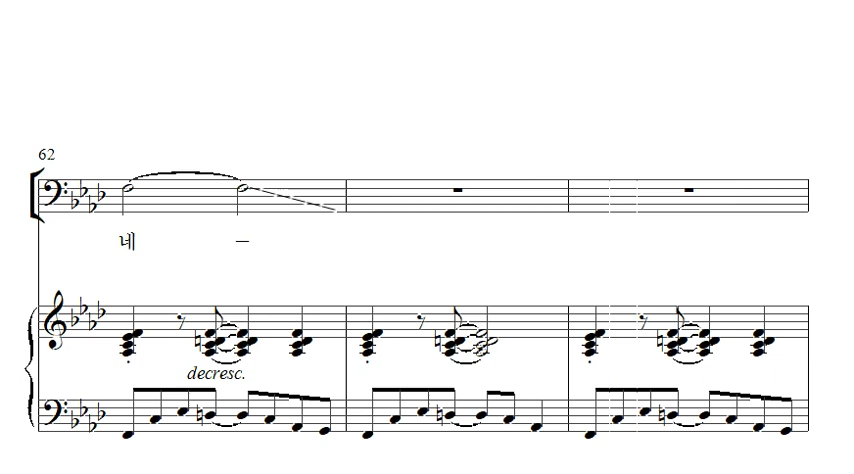 62
네 –
decresc.